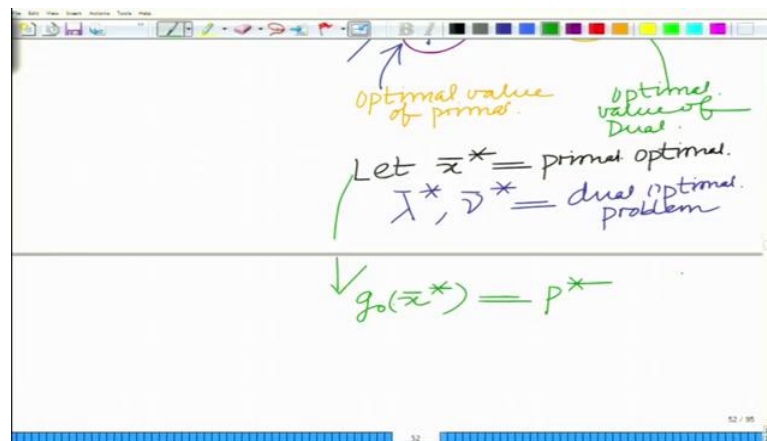 optimal value
of primal.
optimal
value of
Dual.
Let x̄* = primal optimal.
λ̄*, ν̄* = dual optimal
problem
g₀(x̄*) = P*
52 / 95
52